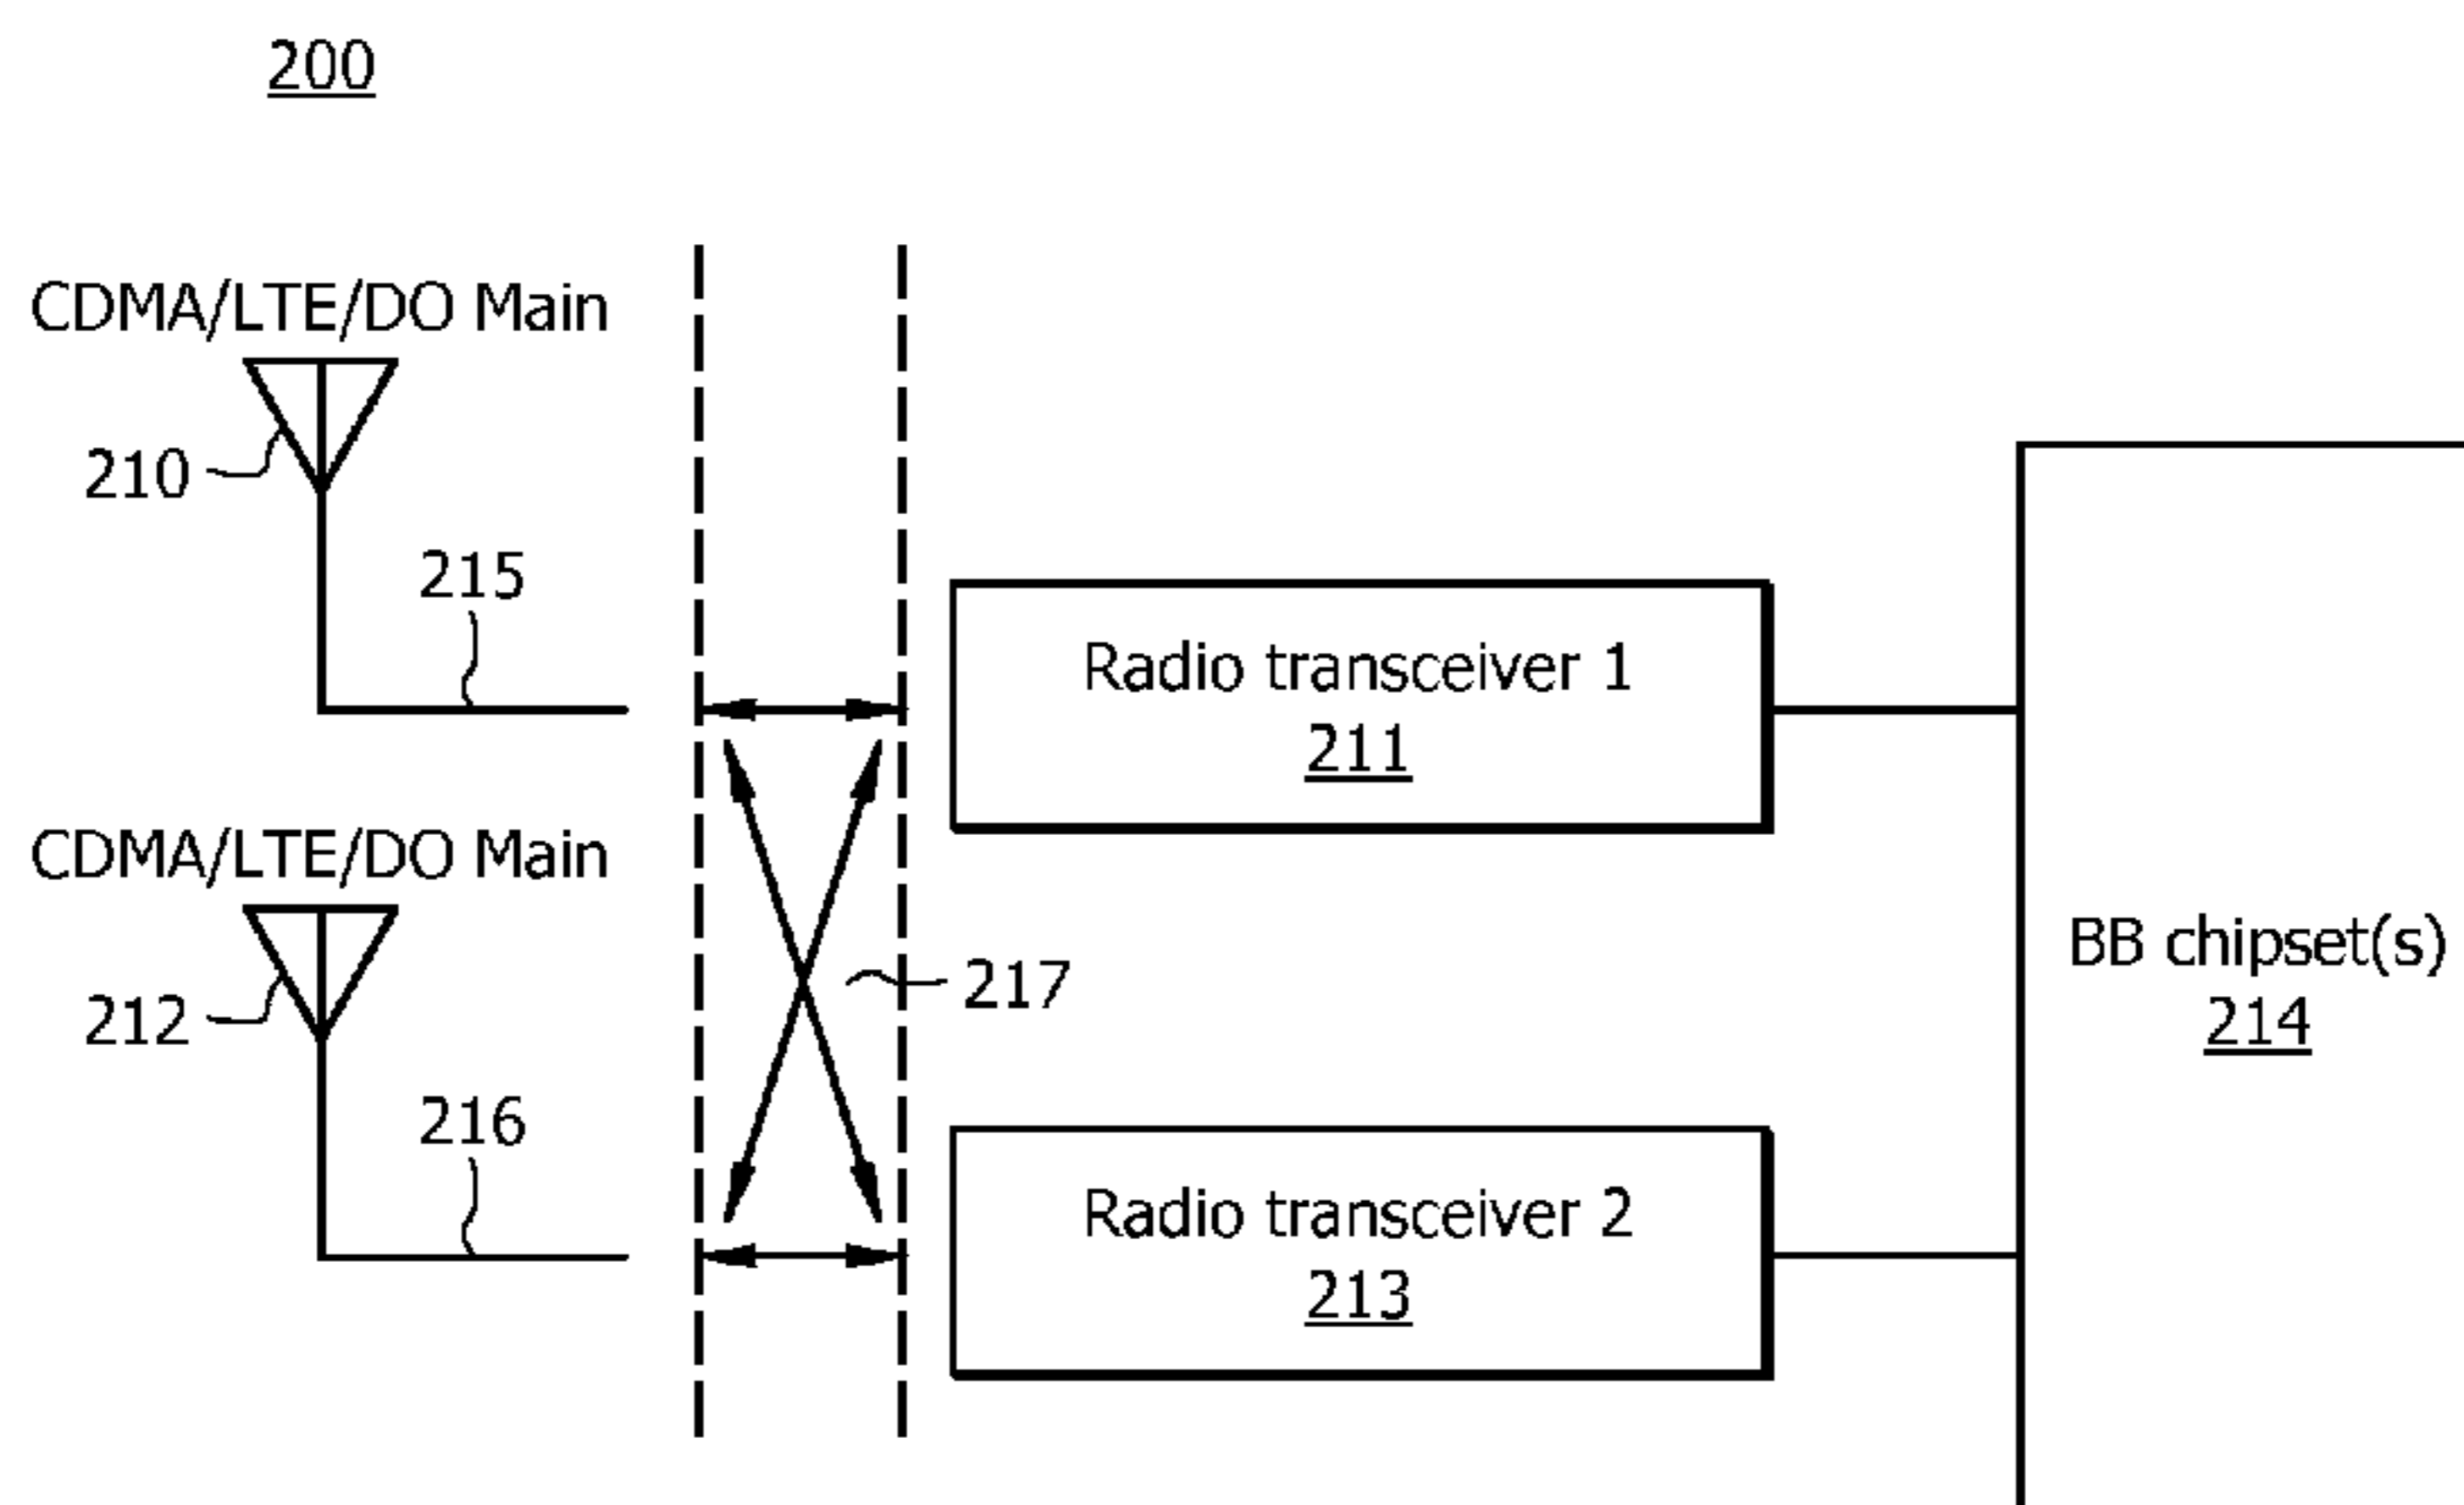 200
CDMA/LTE/DO Main
210
215
Radio transceiver 1
211
CDMA/LTE/DO Main
212
217
BB chipset(s)
214
216
Radio transceiver 2
213